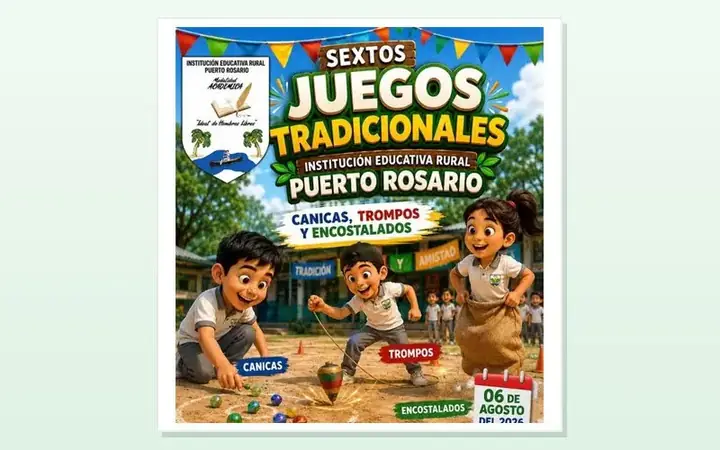 INSTITUCIÓN EDUCATIVA RURAL
PUERTO ROSARIO
Modalidad
ACADÉMICA
"Ideal de Hombres Libres"
SEXTOS
JUEGOS
TRADICIONALES
INSTITUCIÓN EDUCATIVA RURAL
PUERTO ROSARIO
CANICAS, TROMPOS
Y ENCOSTALADOS
TRADICIÓN
Y
AMISTAD
CANICAS
TROMPOS
ENCOSTALADOS
06 DE
AGOSTO
DEL 2026